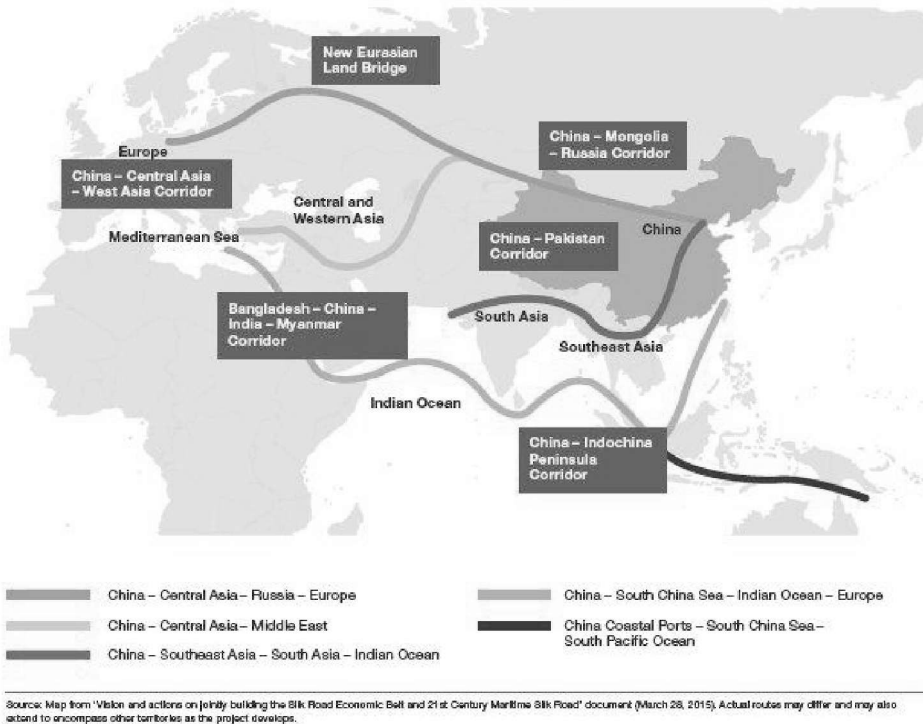 New Eurasian
Land Bridge
China – Mongolia
– Russia Corridor
Europe
China – Central Asia
– West Asia Corridor
Central and
Western Asia
Mediterranean Sea
China
China – Pakistan
Corridor
Bangladesh – China –
India – Myanmar
Corridor
South Asia
Southeast Asia
Indian Ocean
China – Indochina
Peninsula
Corridor
China – Central Asia – Russia – Europe
China – Central Asia – Middle East
China – Southeast Asia – South Asia – Indian Ocean
China – South China Sea – Indian Ocean – Europe
China Coastal Ports – South China Sea –
South Pacific Ocean
Source: Map from 'Vision and actions on jointly building the Silk Road Economic Belt and 21st Century Maritime Silk Road' document (March 28, 2015). Actual routes may differ and may also
extend to encompass other territories as the project develops.